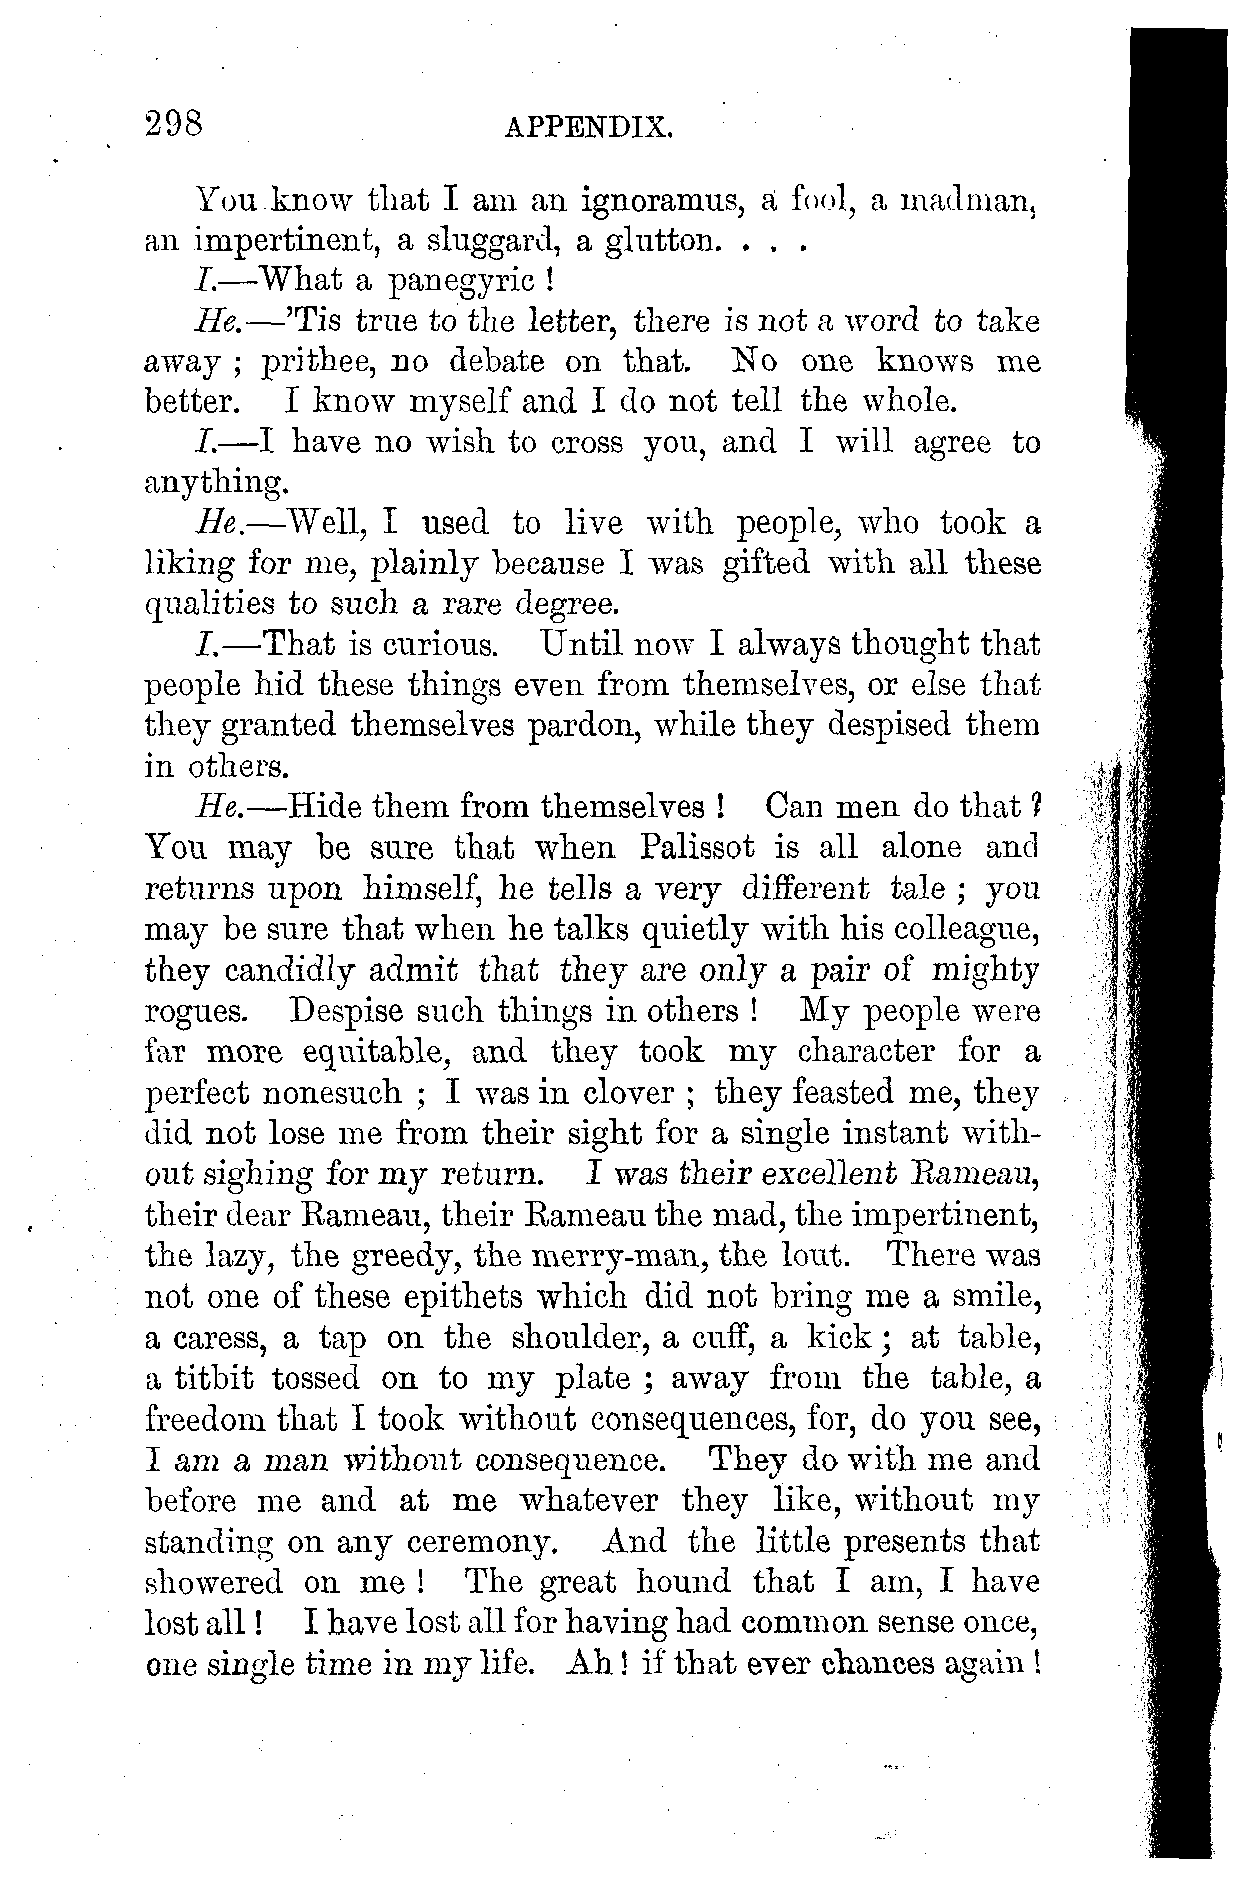 298 APPENDIX.
You know that I am an ignoramus, a fool, a madman,
an impertinent, a sluggard, a glutton. . . .
I.—What a panegyric !
He.—'Tis true to the letter, there is not a word to take
away ; prithee, no debate on that. No one knows me
better. I know myself and I do not tell the whole.
I.—I have no wish to cross you, and I will agree to
anything.
He.—Well, I used to live with people, who took a
liking for me, plainly because I was gifted with all these
qualities to such a rare degree.
I.—That is curious. Until now I always thought that
people hid these things even from themselves, or else that
they granted themselves pardon, while they despised them
in others.
He.—Hide them from themselves ! Can men do that ?
You may be sure that when Palissot is all alone and
returns upon himself, he tells a very different tale ; you
may be sure that when he talks quietly with his colleague,
they candidly admit that they are only a pair of mighty
rogues. Despise such things in others ! My people were
far more equitable, and they took my character for a
perfect nonesuch ; I was in clover ; they feasted me, they
did not lose me from their sight for a single instant with-
out sighing for my return. I was their excellent Rameau,
their dear Rameau, their Rameau the mad, the impertinent,
the lazy, the greedy, the merry-man, the lout. There was
not one of these epithets which did not bring me a smile,
a caress, a tap on the shoulder, a cuff, a kick ; at table,
a titbit tossed on to my plate ; away from the table, a
freedom that I took without consequences, for, do you see,
I am a man without consequence. They do with me and
before me and at me whatever they like, without my
standing on any ceremony. And the little presents that
showered on me ! The great hound that I am, I have
lost all ! I have lost all for having had common sense once,
one single time in my life. Ah ! if that ever chances again !